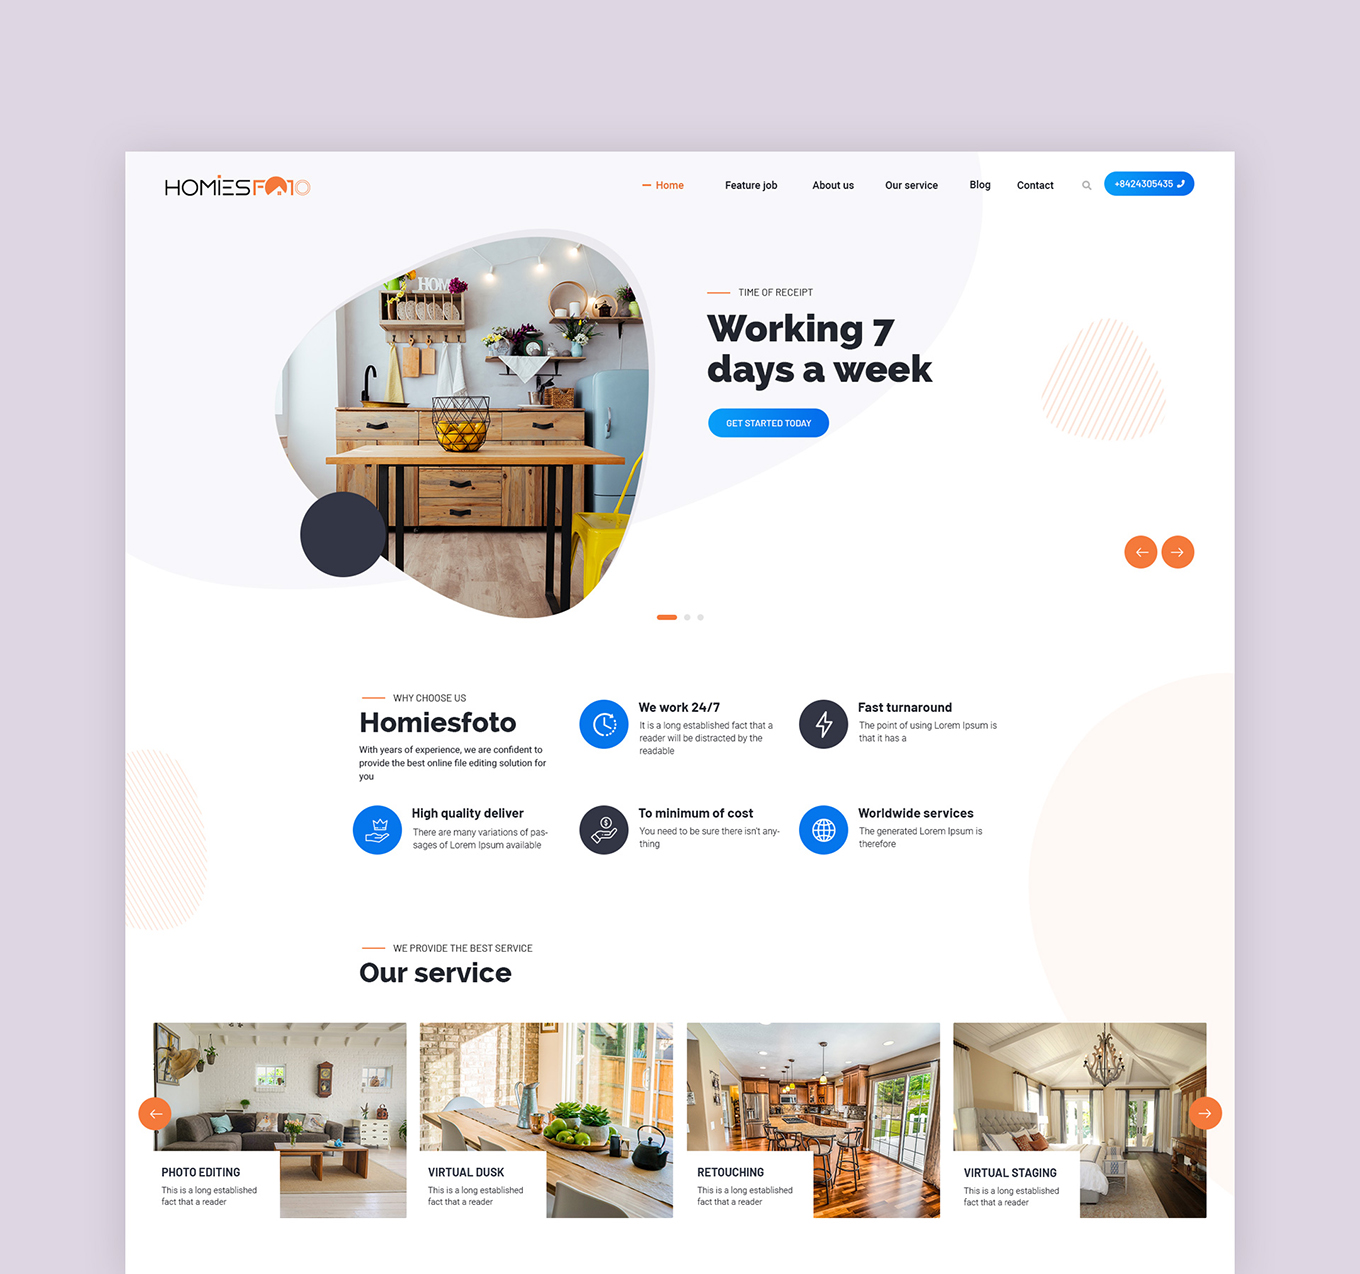 HOMIESFOTO
Home
Feature job
About us
Our service
Blog
Contact
+8424305435
HOM
TIME OF RECEIPT
Working 7
days a week
GET STARTED TODAY
WHY CHOOSE US
Homiesfoto
With years of experience, we are confident to
provide the best online file editing solution for
you
We work 24/7
It is a long established fact that a
reader will be distracted by the
readable
Fast turnaround
The point of using Lorem Ipsum is
that it has a
High quality deliver
There are many variations of pas-
sages of Lorem Ipsum available
To minimum of cost
You need to be sure there isn't any-
thing
Worldwide services
The generated Lorem Ipsum is
therefore
WE PROVIDE THE BEST SERVICE
Our service
PHOTO EDITING
This is a long established
fact that a reader
VIRTUAL DUSK
This is a long established
fact that a reader
RETOUCHING
This is a long established
fact that a reader
VIRTUAL STAGING
This is a long established
fact that a reader